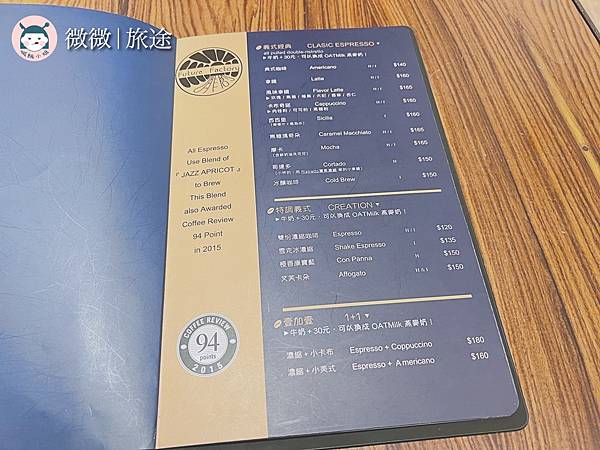 微微|旅途
Future Factory
All Espresso
Use Blend of
『 JAZZ APRICOT 』
to Brew
This Blend
also Awarded
Coffee Review
94 Point
in 2015
COFFEE REVIEW
94
points
2015
義式經典 CLASIC ESPRESSO ▼
all pulled double-ristretto
▶牛奶＋30元，可以換成 OATMilk 燕麥奶！
美式咖啡 Americano H / I $140
拿鐵 Latte H / I $160
風味拿鐵 Flavor Latte H / I $165
卡布奇諾 Cappuccino H / I $160
西西里 Sicilia I $165
焦糖瑪奇朵 Caramel Macchiato H / I $165
摩卡 Mocha H / I $165
哥達多 Cortado H $150
冰釀咖啡 Cold Brew I $150
特調義式 CREATION ▼
▶牛奶＋30元，可以換成 OATMilk 燕麥奶！
雙份濃縮咖啡 Espresso H / I $120
雪克冰濃縮 Shake Espresso I $135
極香康寶藍 Con Panna H $150
艾芙卡朵 Affogato H & I $150
壹加壹 1+1 ▼
▶牛奶＋30元，可以換成 OATMilk 燕麥奶！
濃縮＋小卡布 Espresso + Coppuccino $180
濃縮＋小美式 Espresso + Americano $160